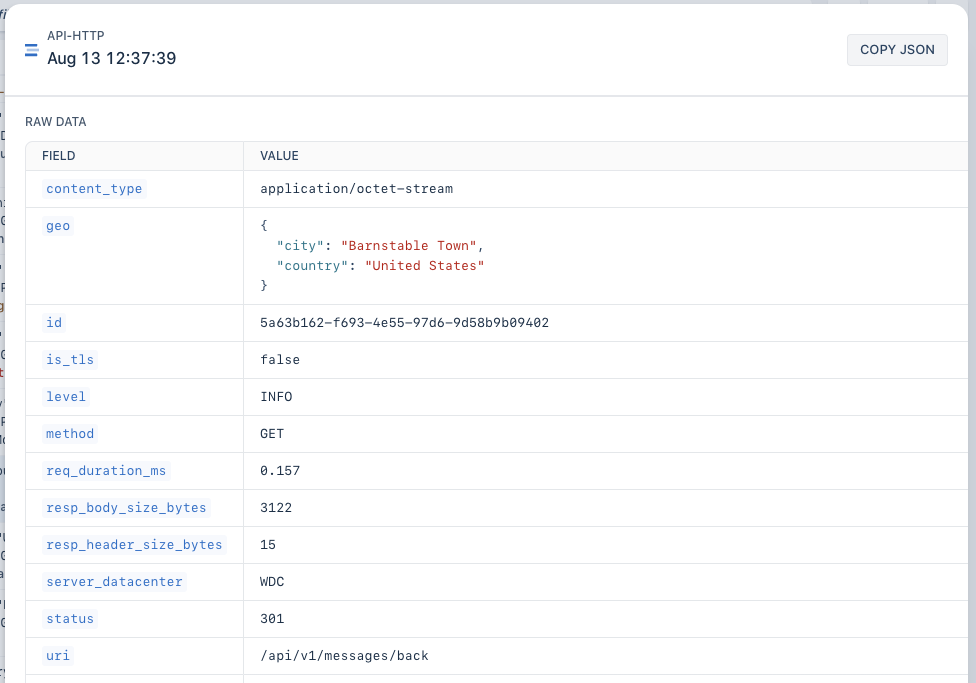 API-HTTP
Aug 13 12:37:39
COPY JSON
RAW DATA
FIELD VALUE
content_type application/octet-stream
geo {
"city": "Barnstable Town",
"country": "United States"
}
id 5a63b162-f693-4e55-97d6-9d58b9b09402
is_tls false
level INFO
method GET
req_duration_ms 0.157
resp_body_size_bytes 3122
resp_header_size_bytes 15
server_datacenter WDC
status 301
uri /api/v1/messages/back